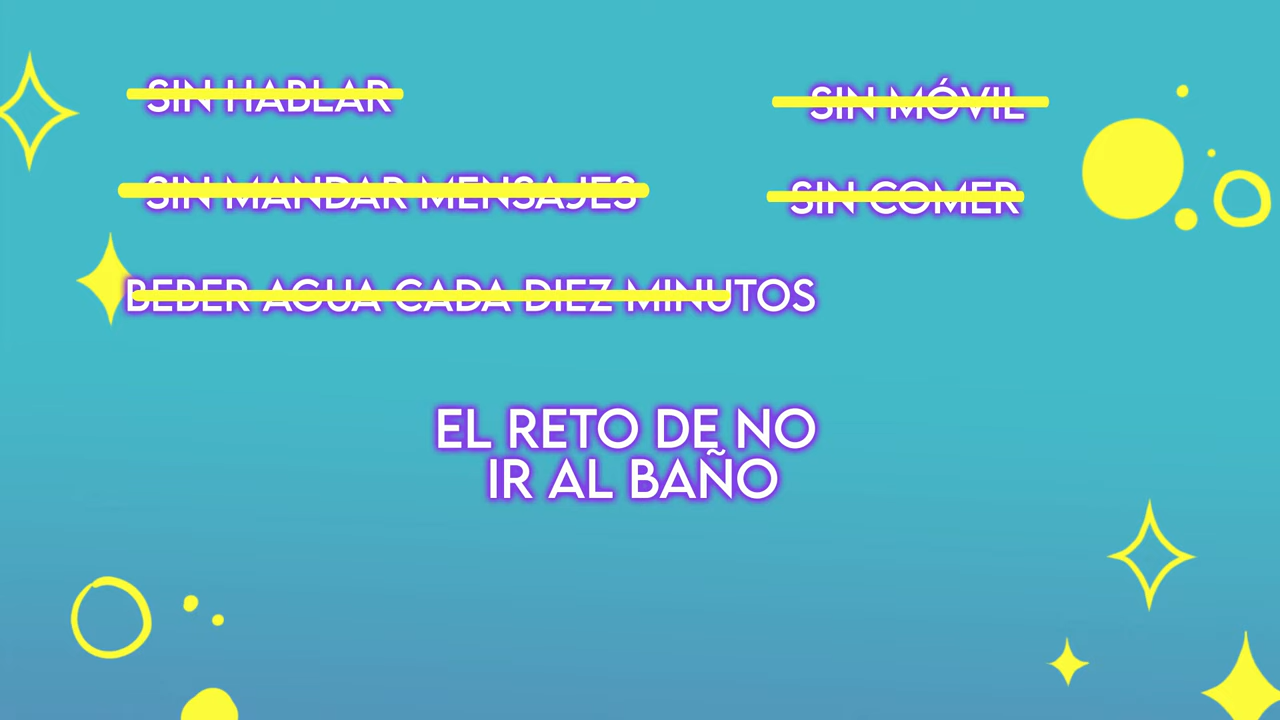 SIN HABLAR
SIN MÓVIL
SIN MANDAR MENSAJES
SIN COMER
BEBER AGUA CADA DIEZ MINUTOS
EL RETO DE NO
IR AL BAÑO